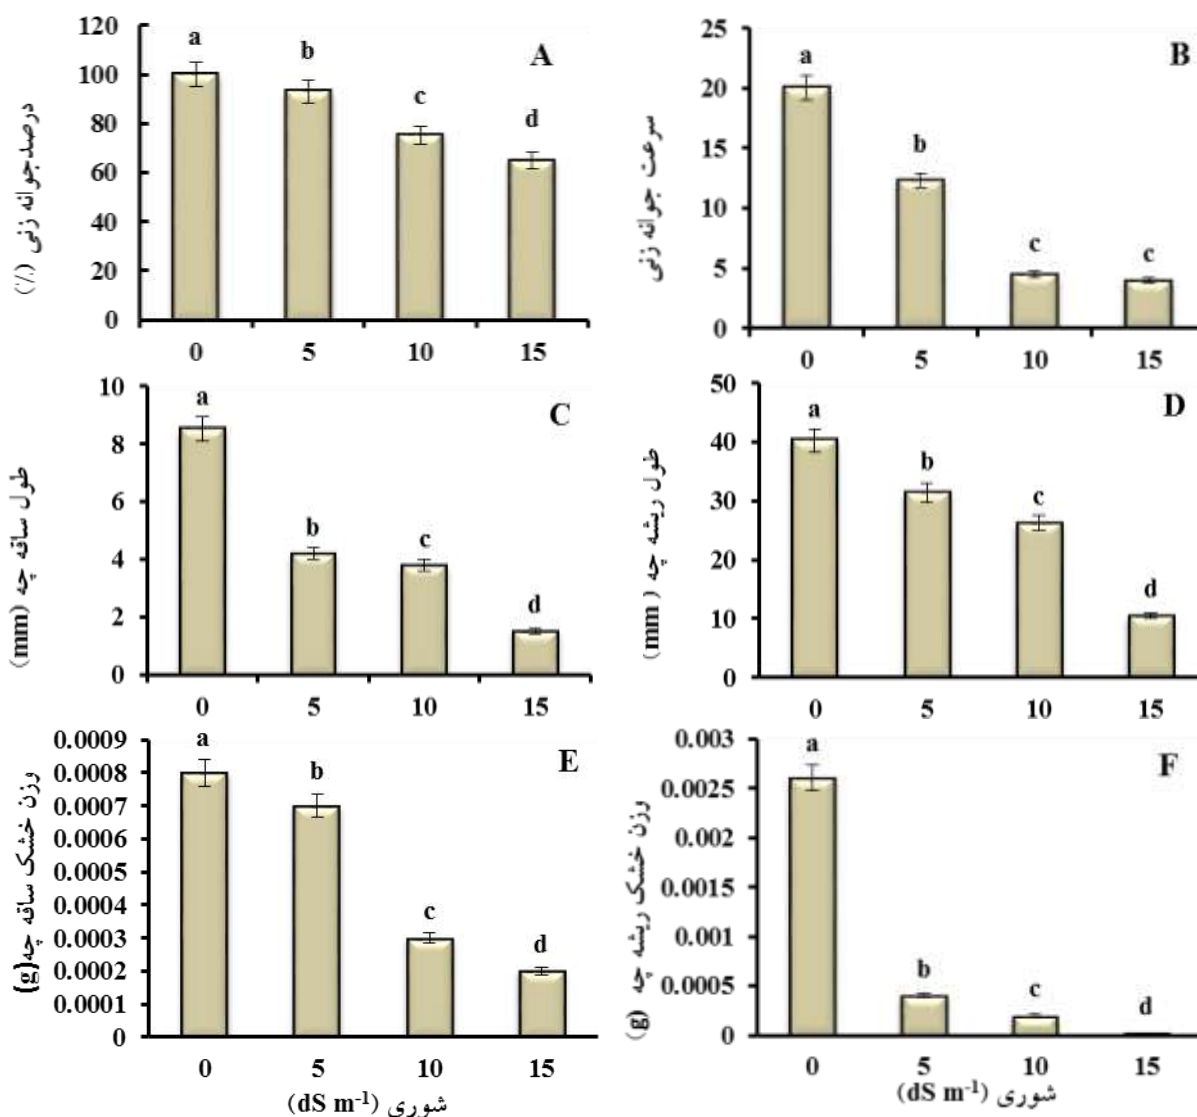 120
100
80
60
40
20
0
درصدجوانه زنی (٪)
A
a
b
c
d
0 5 10 15
25
20
15
10
5
0
سرعت جوانه زنی
B
a
b
c
c
0 5 10 15
10
8
6
4
2
0
طول ساقه چه (mm)
C
a
b
c
d
0 5 10 15
50
40
30
20
10
0
طول ریشه چه ( mm)
D
a
b
c
d
0 5 10 15
0.0009
0.0008
0.0007
0.0006
0.0005
0.0004
0.0003
0.0002
0.0001
0
وزن خشک ساقه چه(g)
E
a
b
c
d
0 5 10 15
شوری (dS m⁻¹)
0.003
0.0025
0.002
0.0015
0.001
0.0005
0
وزن خشک ریشه چه (g)
F
a
b
c
d
0 5 10 15
شوری (dS m⁻¹)